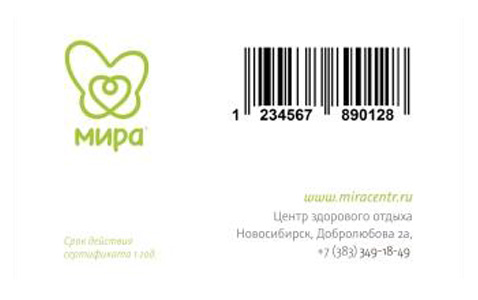 мира
1 234567 890128
www.miracentr.ru
Центр здорового отдыха
Новосибирск, Добролюбова 2а,
+7 (383) 349-18-49
Срок действия
сертификата 1 год.